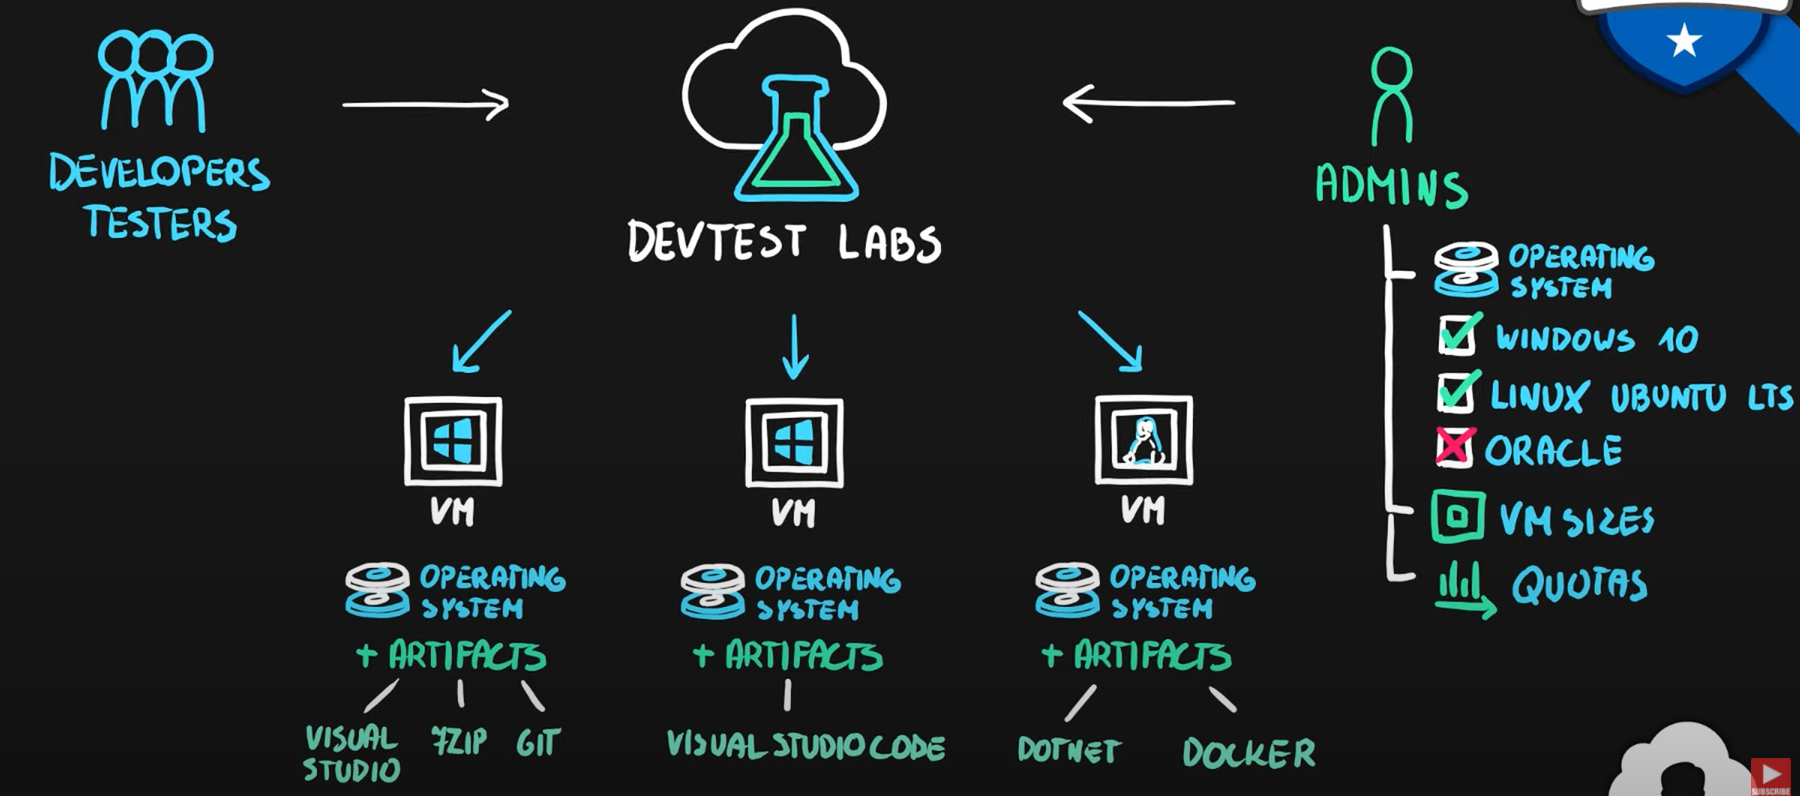 DEVELOPERS
TESTERS
DEVTEST LABS
ADMINS
OPERATING
SYSTEM
WINDOWS 10
LINUX UBUNTU LTS
ORACLE
VM SIZES
QUOTAS
VM
OPERATING
SYSTEM
+ ARTIFACTS
VISUAL
STUDIO
7ZIP
GIT
VM
OPERATING
SYSTEM
+ ARTIFACTS
VISUAL STUDIO CODE
VM
OPERATING
SYSTEM
+ ARTIFACTS
DOTNET
DOCKER
SUBSCRIBE